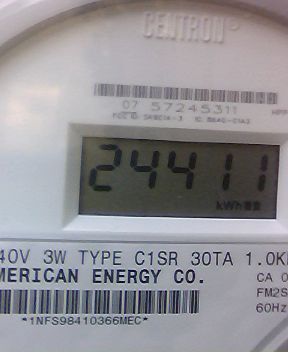 CENTRON®
07 57245311
24411
kWh
40V 3W TYPE C1SR 30TA 1.0K
MERICAN ENERGY CO.
CA 0
FM2S
60Hz
*1NFS98410366MEC*